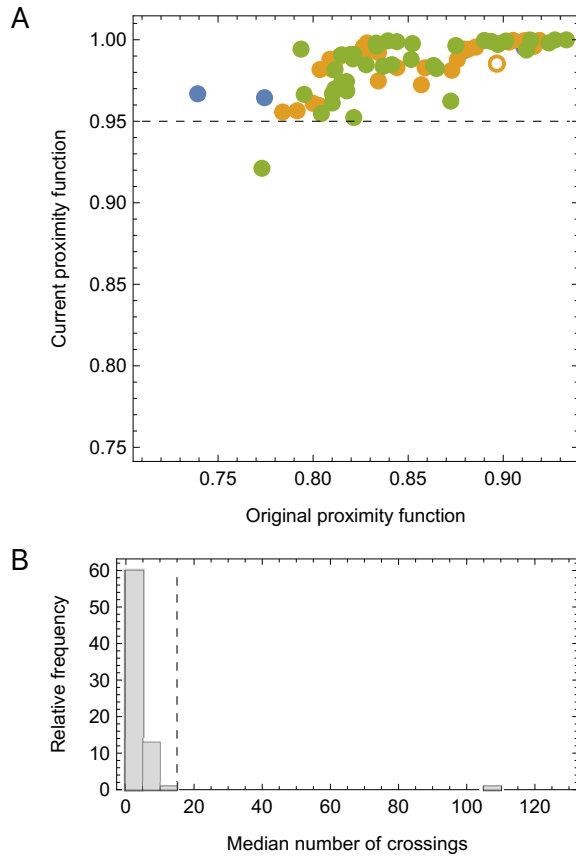 A
1.00
0.95
0.90
0.85
0.80
0.75
Current proximity function
0.75 0.80 0.85 0.90
Original proximity function
B
60
50
40
30
20
10
0
Relative frequency
0 20 40 60 80 100 120
Median number of crossings